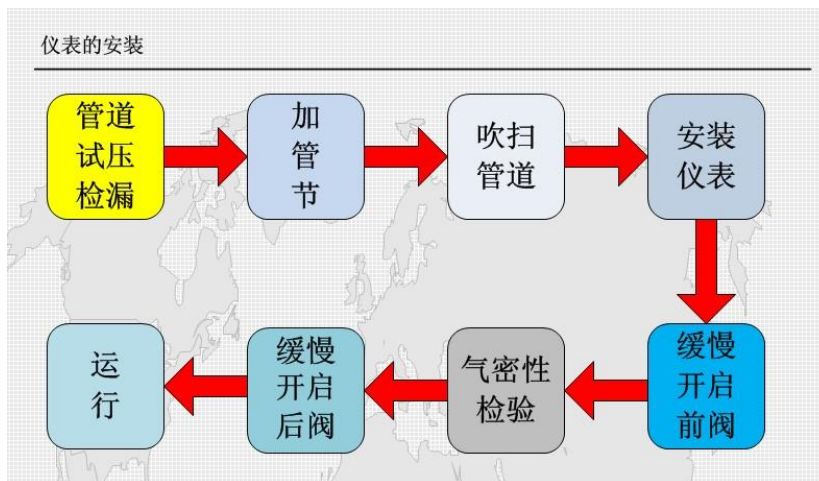 仪表的安装
管道
试压
检漏
加
管
节
吹扫
管道
安装
仪表
缓慢
开启
前阀
气密性
检验
缓慢
开启
后阀
运
行